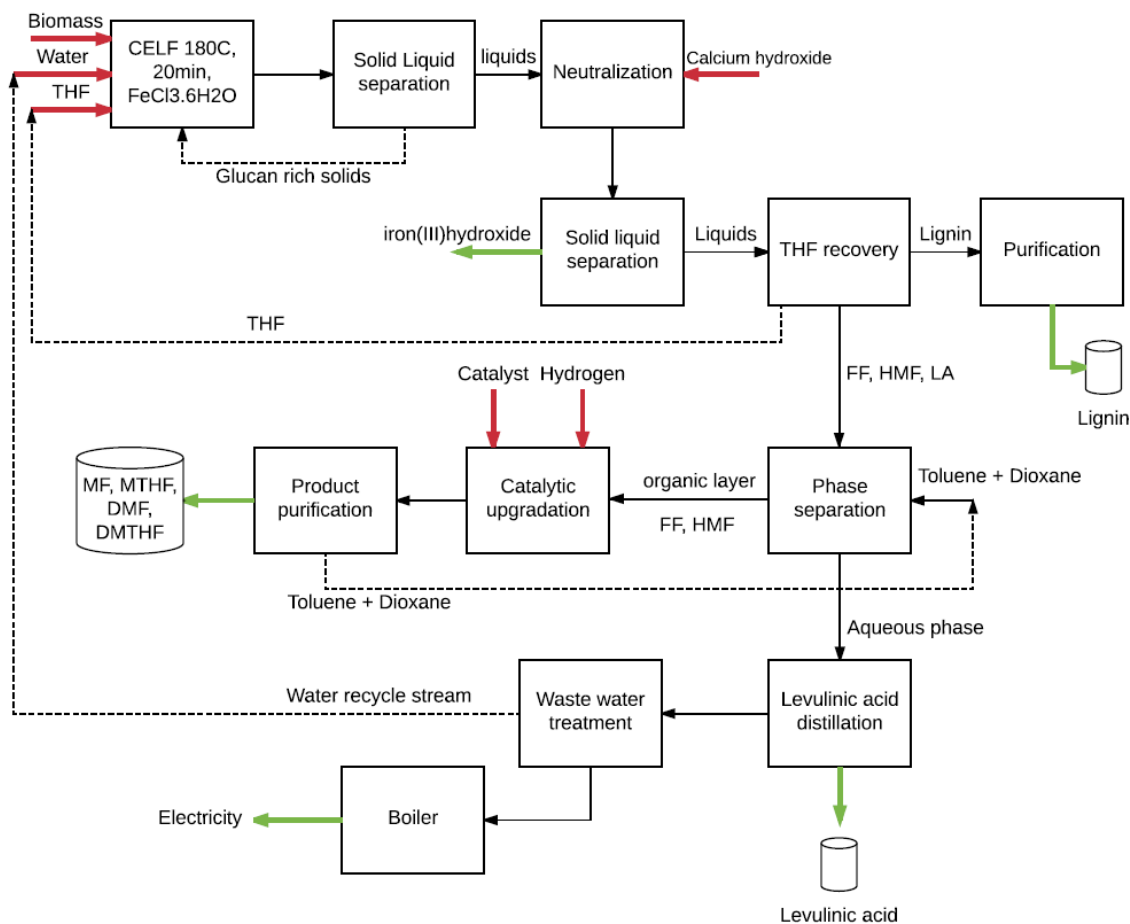 Biomass
Water
THF
CELF 180C,
20min,
FeCl3.6H2O
Solid Liquid
separation
liquids
Neutralization
Calcium hydroxide
Glucan rich solids
iron(III)hydroxide
Solid liquid
separation
Liquids
THF recovery
Lignin
Purification
THF
FF, HMF, LA
Lignin
Catalyst
Hydrogen
MF, MTHF,
DMF,
DMTHF
Product
purification
Catalytic
upgradation
organic layer
FF, HMF
Phase
separation
Toluene + Dioxane
Toluene + Dioxane
Aqueous phase
Water recycle stream
Waste water
treatment
Levulinic acid
distillation
Electricity
Boiler
Levulinic acid